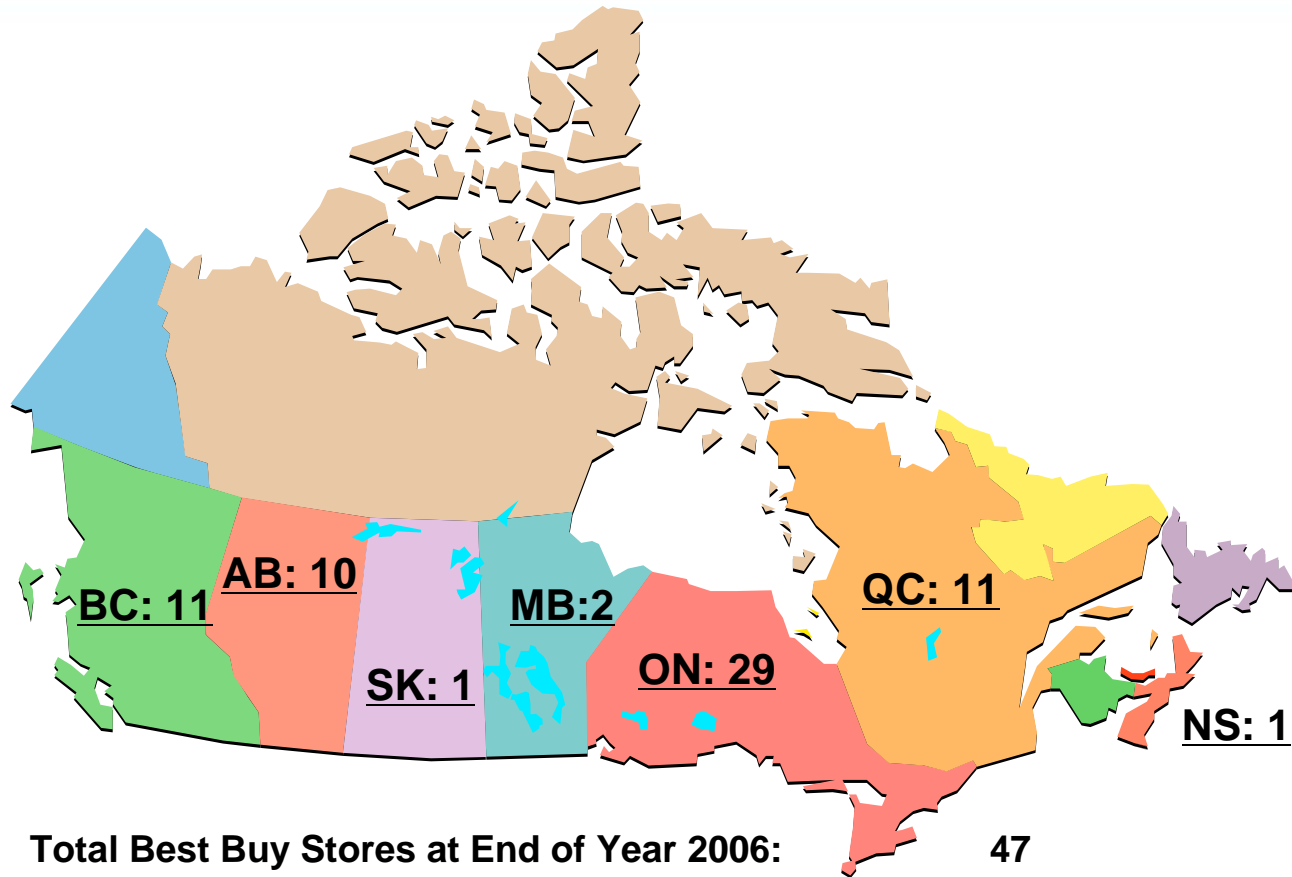 AB: 10
BC: 11
MB:2
QC: 11
SK: 1
ON: 29
NS: 1
Total Best Buy Stores at End of Year 2006: 47